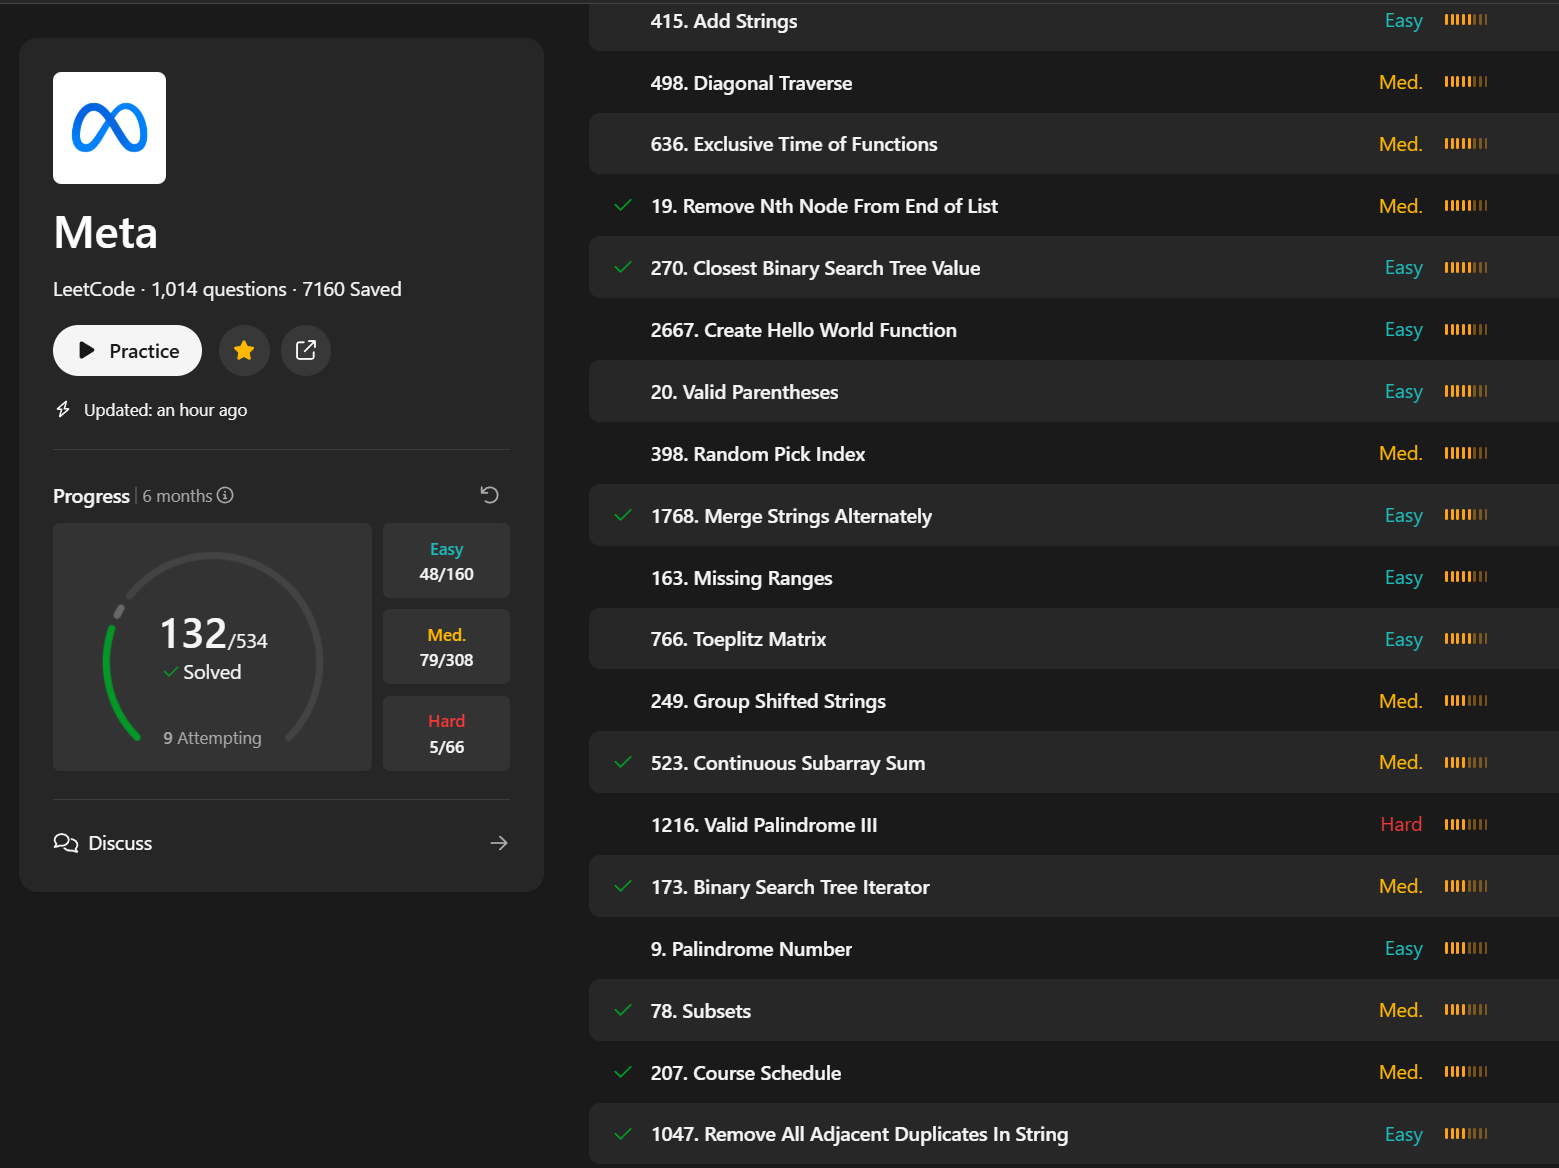 Meta
LeetCode · 1,014 questions · 7160 Saved
Practice
Updated: an hour ago
Progress | 6 months
132/534
Solved
9 Attempting
Easy
48/160
Med.
79/308
Hard
5/66
Discuss
415. Add Strings Easy
498. Diagonal Traverse Med.
636. Exclusive Time of Functions Med.
19. Remove Nth Node From End of List Med.
270. Closest Binary Search Tree Value Easy
2667. Create Hello World Function Easy
20. Valid Parentheses Easy
398. Random Pick Index Med.
1768. Merge Strings Alternately Easy
163. Missing Ranges Easy
766. Toeplitz Matrix Easy
249. Group Shifted Strings Med.
523. Continuous Subarray Sum Med.
1216. Valid Palindrome III Hard
173. Binary Search Tree Iterator Med.
9. Palindrome Number Easy
78. Subsets Med.
207. Course Schedule Med.
1047. Remove All Adjacent Duplicates In String Easy